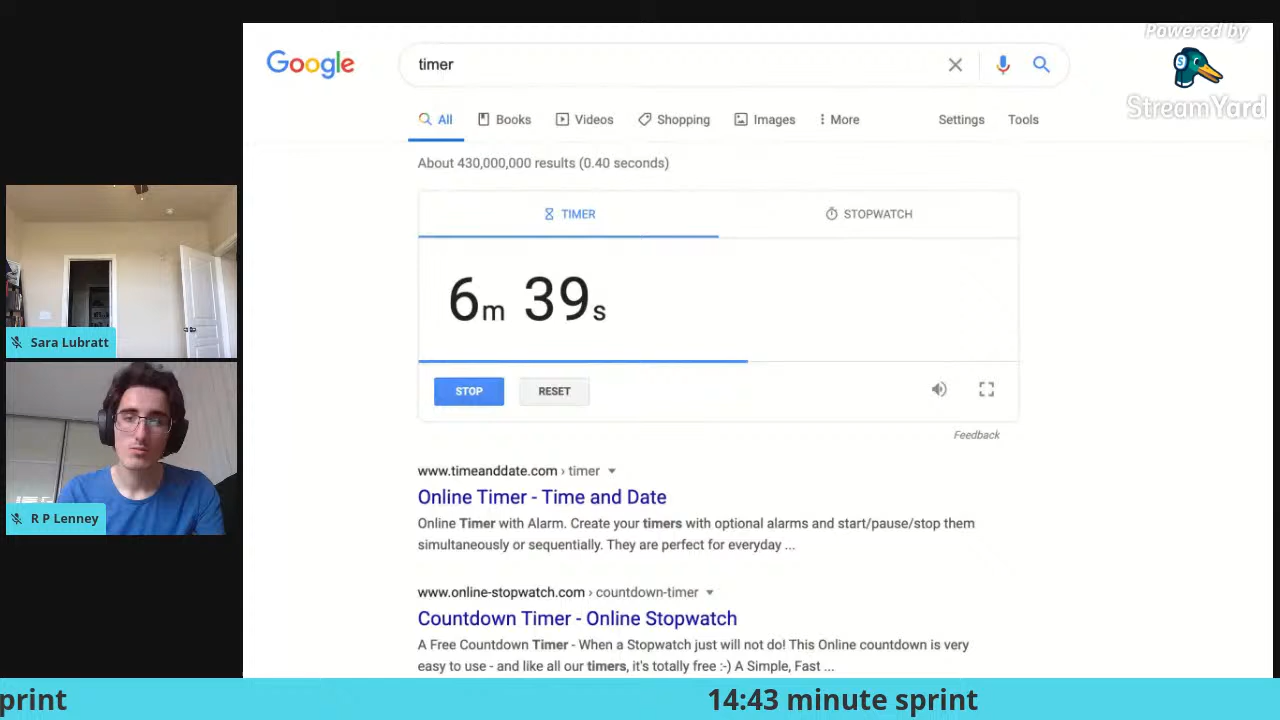 Powered by
StreamYard
Google
timer
All
Books
Videos
Shopping
Images
More
Settings
Tools
About 430,000,000 results (0.40 seconds)
TIMER
STOPWATCH
6m 39s
STOP
RESET
Feedback
www.timeanddate.com › timer
Online Timer - Time and Date
Online Timer with Alarm. Create your timers with optional alarms and start/pause/stop them
simultaneously or sequentially. They are perfect for everyday ...
www.online-stopwatch.com › countdown-timer
Countdown Timer - Online Stopwatch
A Free Countdown Timer - When a Stopwatch just will not do! This Online countdown is very
easy to use - and like all our timers, it's totally free :-) A Simple, Fast ...
Sara Lubratt
R P Lenney
print
14:43 minute sprint